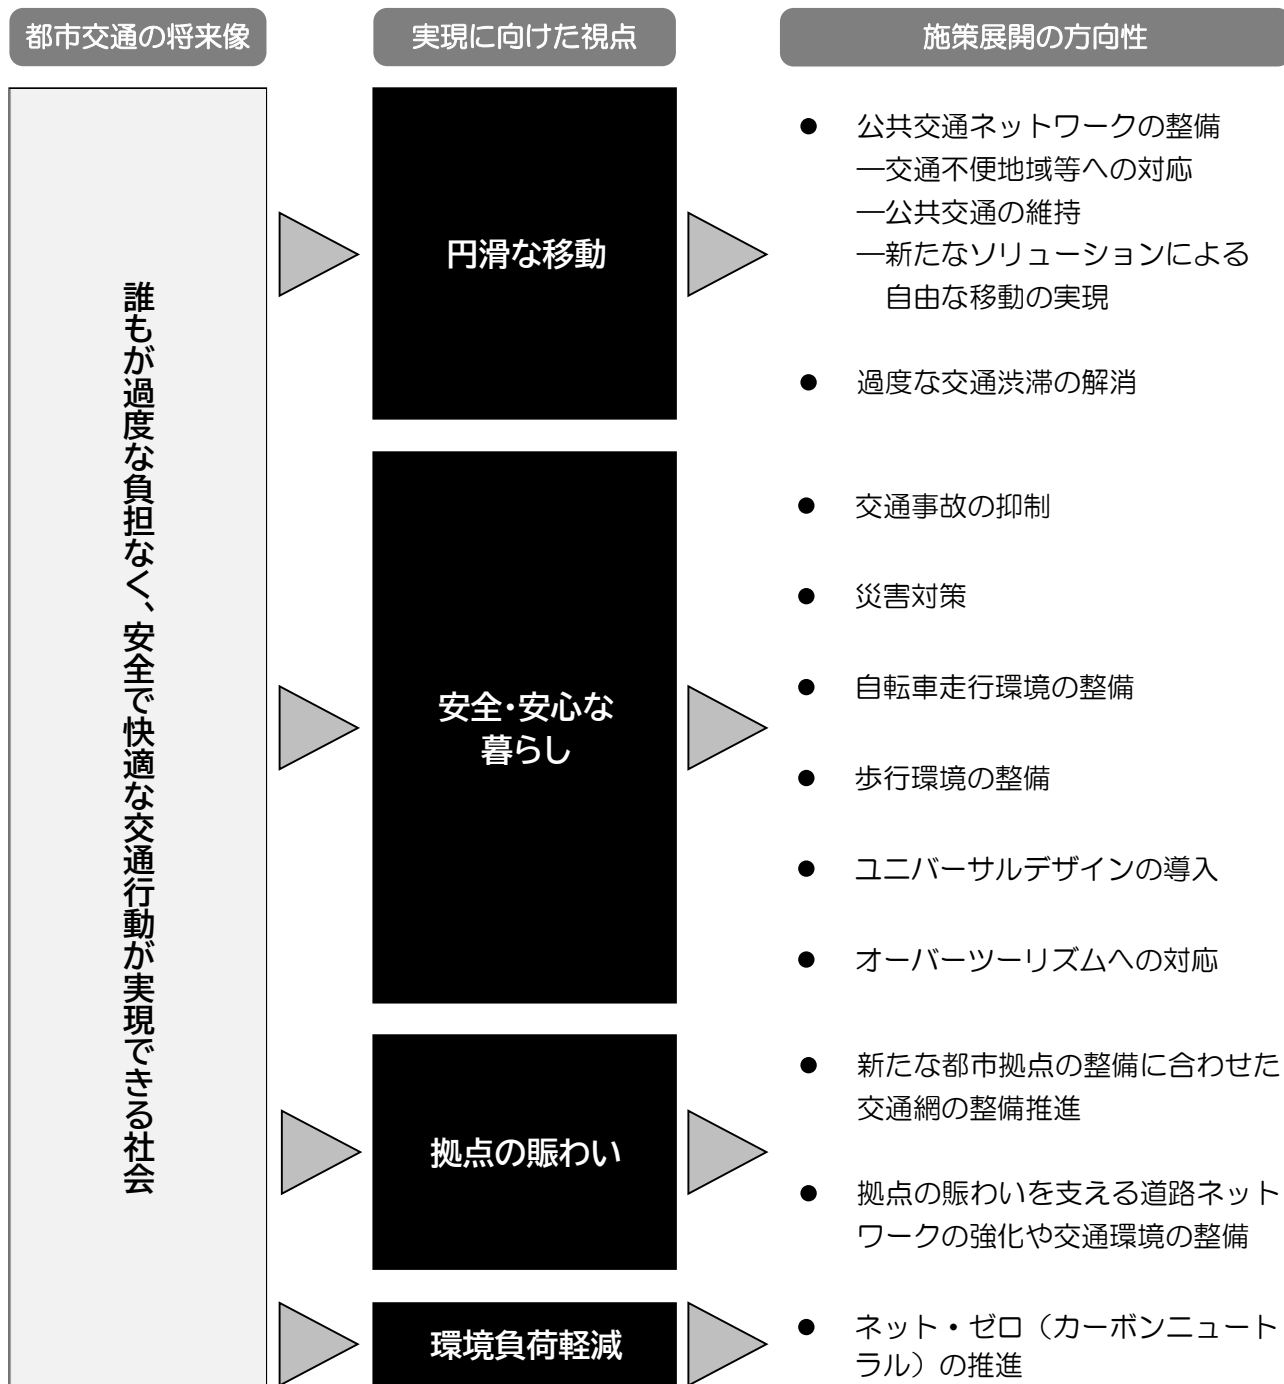 都市交通の将来像
実現に向けた視点
施策展開の方向性
誰もが過度な負担なく、安全で快適な交通行動が実現できる社会
円滑な移動
● 公共交通ネットワークの整備
―交通不便地域等への対応
―公共交通の維持
―新たなソリューションによる
自由な移動の実現
● 過度な交通渋滞の解消
安全・安心な
暮らし
● 交通事故の抑制
● 災害対策
● 自転車走行環境の整備
● 歩行環境の整備
● ユニバーサルデザインの導入
● オーバーツーリズムへの対応
拠点の賑わい
● 新たな都市拠点の整備に合わせた
交通網の整備推進
● 拠点の賑わいを支える道路ネット
ワークの強化や交通環境の整備
環境負荷軽減
● ネット・ゼロ（カーボンニュート
ラル）の推進